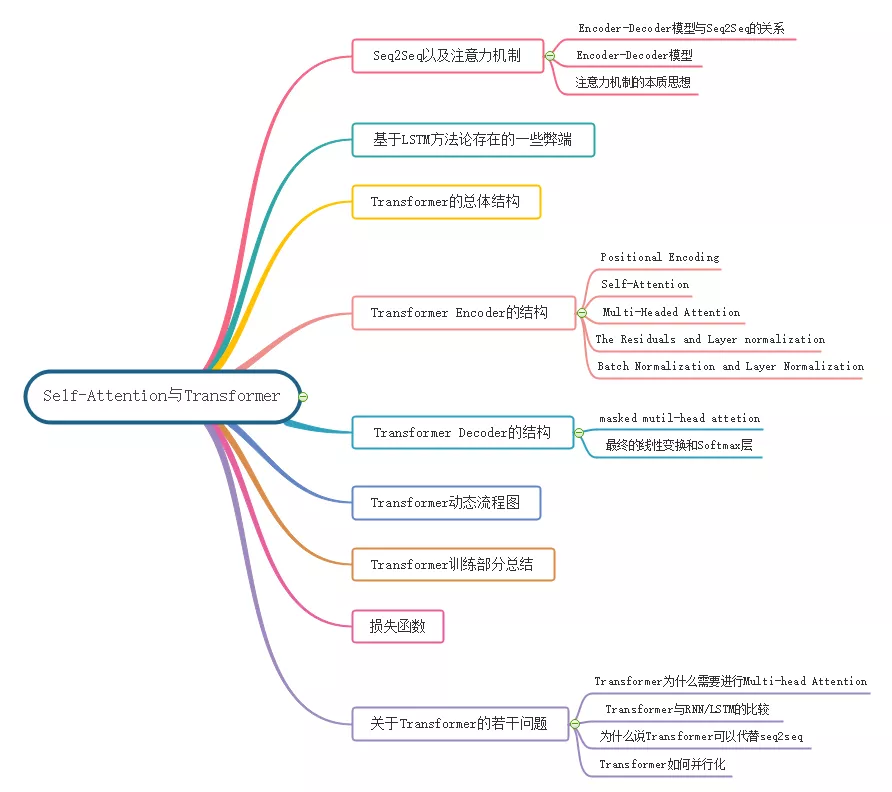 Seq2Seq以及注意力机制
Encoder-Decoder模型与Seq2Seq的关系
Encoder-Decoder模型
注意力机制的本质思想
基于LSTM方法论存在的一些弊端
Transformer的总体结构
Transformer Encoder的结构
Positional Encoding
Self-Attention
Multi-Headed Attention
The Residuals and Layer normalization
Batch Normalization and Layer Normalization
Self-Attention与Transformer
Transformer Decoder的结构
masked mutil-head attetion
最终的线性变换和Softmax层
Transformer动态流程图
Transformer训练部分总结
损失函数
关于Transformer的若干问题
Transformer为什么需要进行Multi-head Attention
Transformer与RNN/LSTM的比较
为什么说Transformer可以代替seq2seq
Transformer如何并行化